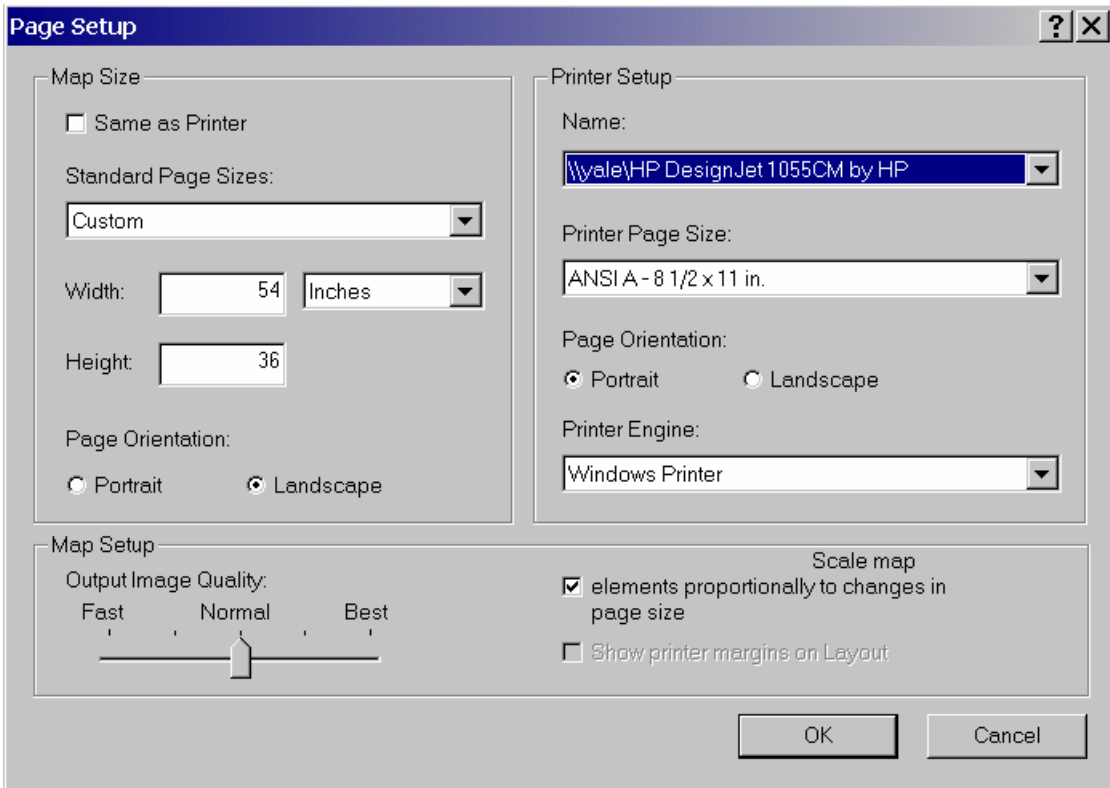 Page Setup
Map Size
Same as Printer
Standard Page Sizes:
Custom
Width: 54 Inches
Height: 36
Page Orientation:
Portrait Landscape
Printer Setup
Name:
\\yale\HP DesignJet 1055CM by HP
Printer Page Size:
ANSI A - 8 1/2 x 11 in.
Page Orientation:
Portrait Landscape
Printer Engine:
Windows Printer
Map Setup
Output Image Quality:
Fast Normal Best
Scale map
elements proportionally to changes in
page size
Show printer margins on Layout
OK Cancel